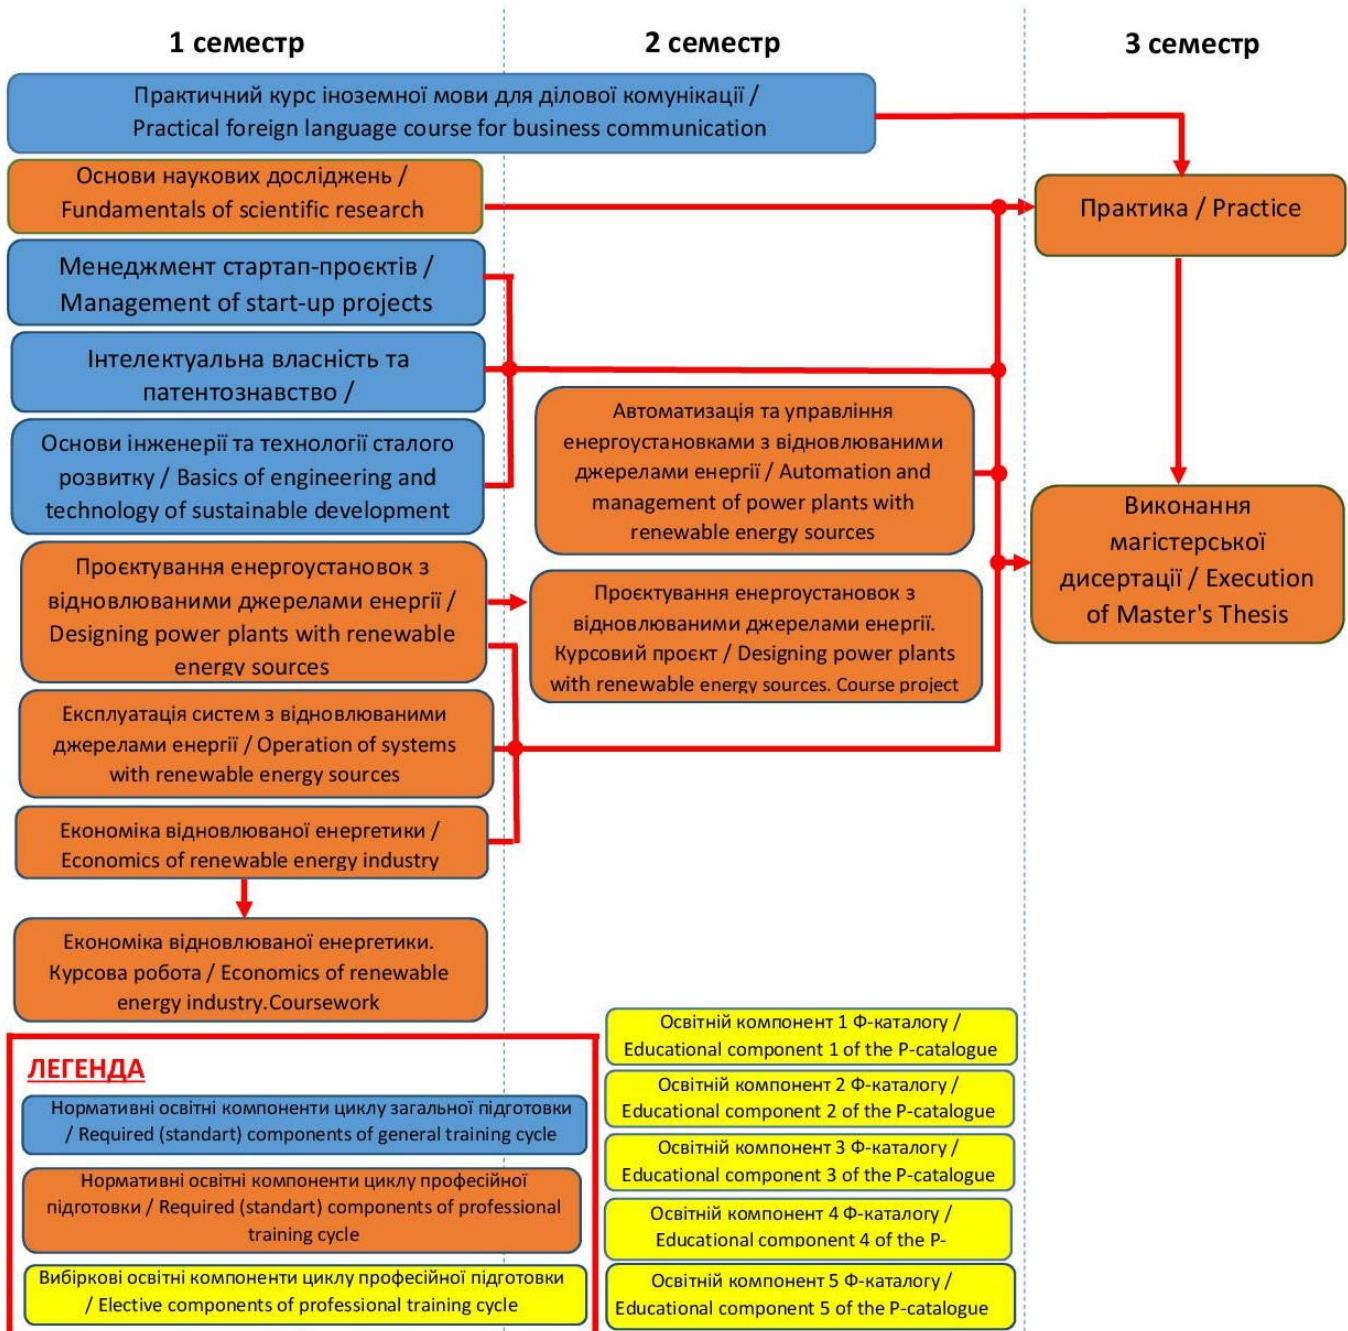 1 семестр
2 семестр
3 семестр
Практичний курс іноземної мови для ділової комунікації /
Practical foreign language course for business communication
Основи наукових досліджень /
Fundamentals of scientific research
Менеджмент стартап-проєктів /
Management of start-up projects
Інтелектуальна власність та
патентознавство /
Основи інженерії та технології сталого
розвитку / Basics of engineering and
technology of sustainable development
Проєктування енергоустановок з
відновлюваними джерелами енергії /
Designing power plants with renewable
energy sources
Експлуатація систем з відновлюваними
джерелами енергії / Operation of systems
with renewable energy sources
Економіка відновлюваної енергетики /
Economics of renewable energy industry
Економіка відновлюваної енергетики.
Курсова робота / Economics of renewable
energy industry.Coursework
Автоматизація та управління
енергоустановками з відновлюваними
джерелами енергії / Automation and
management of power plants with
renewable energy sources
Проєктування енергоустановок з
відновлюваними джерелами енергії.
Курсовий проєкт / Designing power plants
with renewable energy sources. Course project
Практика / Practice
Виконання
магістерської
дисертації / Execution
of Master's Thesis
ЛЕГЕНДА
Нормативні освітні компоненти циклу загальної підготовки
/ Required (standart) components of general training cycle
Нормативні освітні компоненти циклу професійної
підготовки / Required (standart) components of professional
training cycle
Вибіркові освітні компоненти циклу професійної підготовки
/ Elective components of professional training cycle
Освітній компонент 1 Ф-каталогу /
Educational component 1 of the P-catalogue
Освітній компонент 2 Ф-каталогу /
Educational component 2 of the P-catalogue
Освітній компонент 3 Ф-каталогу /
Educational component 3 of the P-catalogue
Освітній компонент 4 Ф-каталогу /
Educational component 4 of the P-
Освітній компонент 5 Ф-каталогу /
Educational component 5 of the P-catalogue